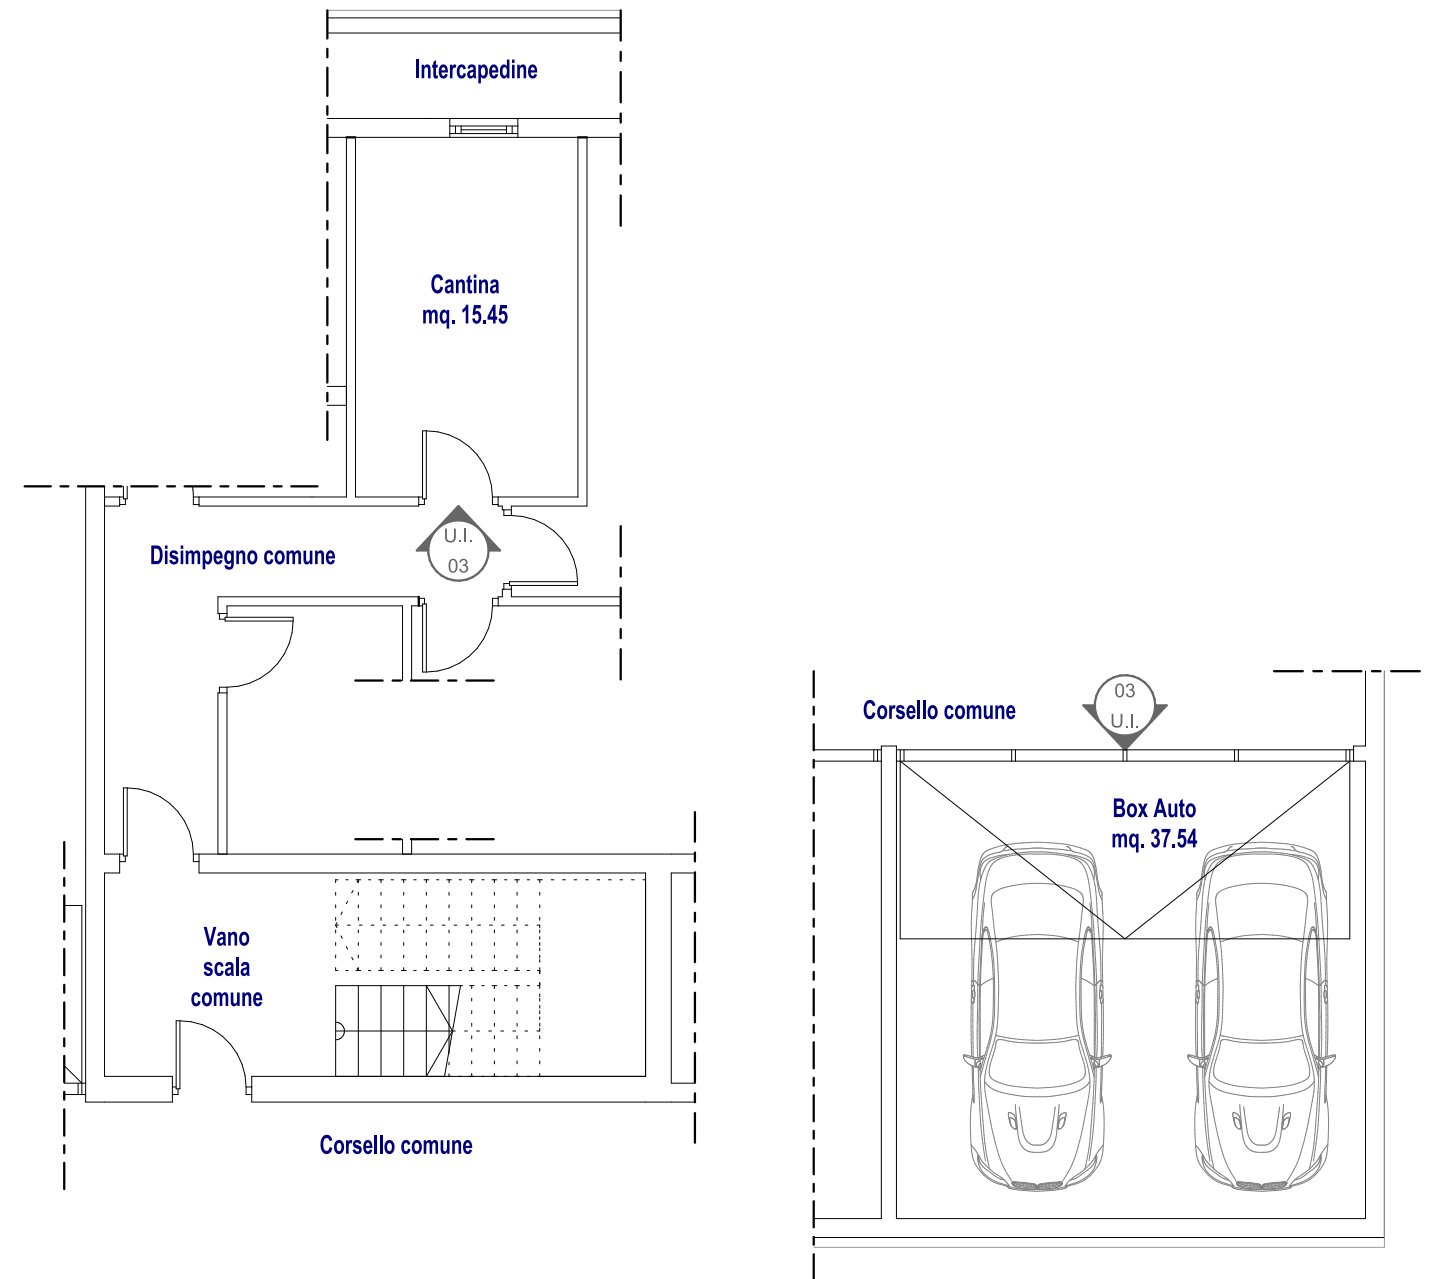 Intercapedine
Cantina
mq. 15.45
U.I.
03
Disimpegno comune
Vano
scala
comune
Corsello comune
03
U.I.
Corsello comune
Box Auto
mq. 37.54